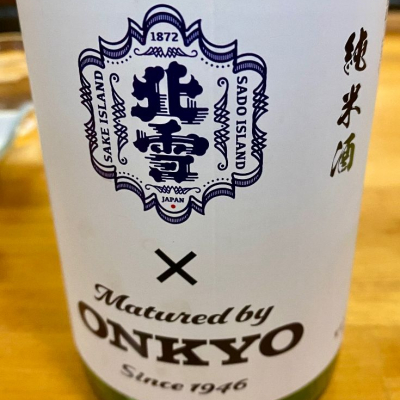 1872
SAKE ISLAND
北雪
SADO ISLAND
JAPAN
純米酒
×
Matured by
ONKYO
Since 1946